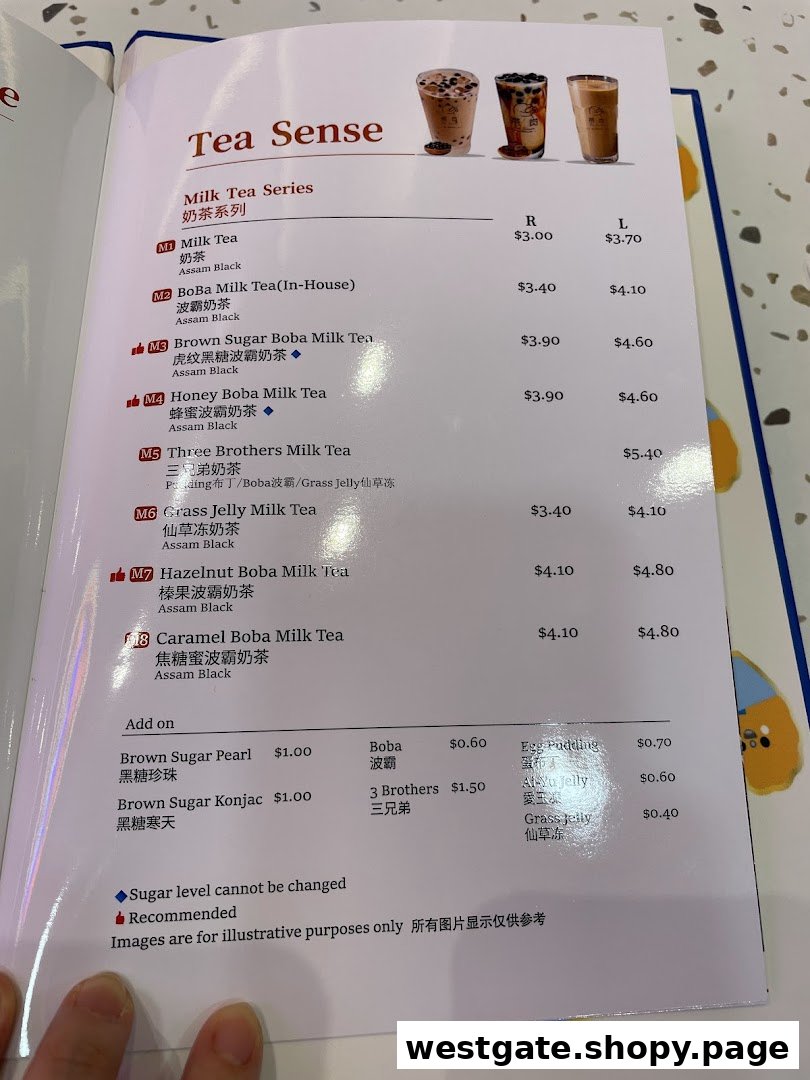 e
Tea Sense
Milk Tea Series
奶茶系列
R L
M1 Milk Tea $3.00 $3.70
奶茶
Assam Black
M2 BoBa Milk Tea(In-House) $3.40 $4.10
波霸奶茶
Assam Black
M3 Brown Sugar Boba Milk Tea $3.90 $4.60
虎纹黑糖波霸奶茶
Assam Black
M4 Honey Boba Milk Tea $3.90 $4.60
蜂蜜波霸奶茶
Assam Black
M5 Three Brothers Milk Tea $5.40
三兄弟奶茶
Pudding布丁/Boba波霸/Grass Jelly仙草冻
M6 Grass Jelly Milk Tea $3.40 $4.10
仙草冻奶茶
Assam Black
M7 Hazelnut Boba Milk Tea $4.10 $4.80
榛果波霸奶茶
Assam Black
M8 Caramel Boba Milk Tea $4.10 $4.80
焦糖蜜波霸奶茶
Assam Black
Add on
Brown Sugar Pearl $1.00 Boba $0.60 Egg Pudding $0.70
黑糖珍珠 波霸 蛋布丁
Brown Sugar Konjac $1.00 3 Brothers $1.50 Ai-Yu Jelly $0.60
黑糖寒天 三兄弟 愛玉
Grass Jelly $0.40
仙草冻
Sugar level cannot be changed
Recommended
Images are for illustrative purposes only 所有图片显示仅供参考
westgate.shopy.page